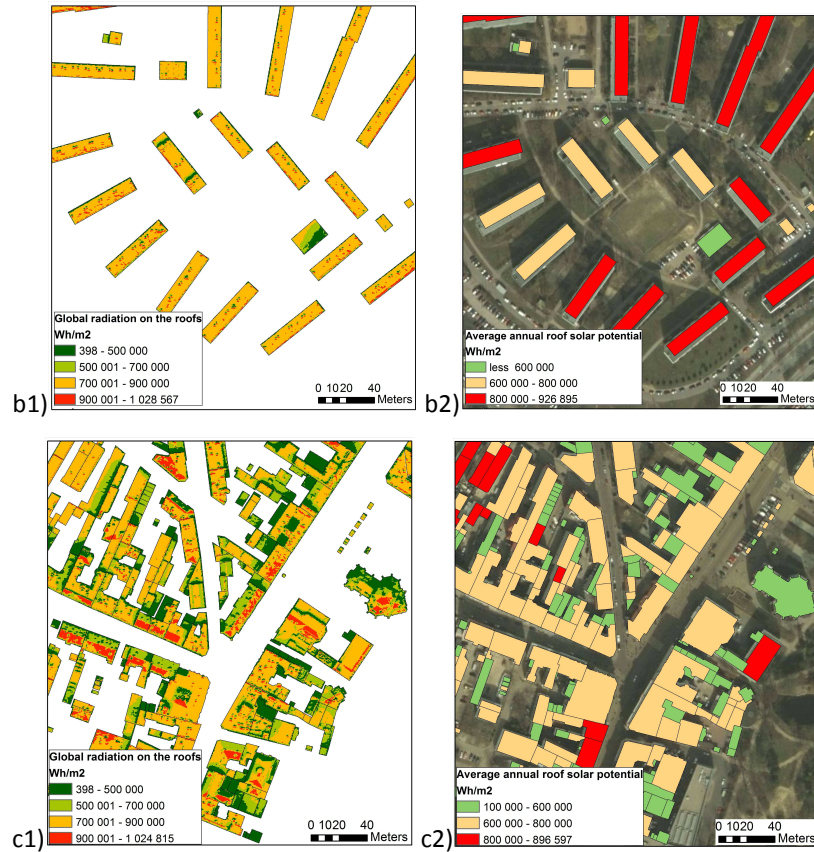 Global radiation on the roofs
Wh/m2
398 - 500 000
500 001 - 700 000
700 001 - 900 000
900 001 - 1 028 567
0 1020 40
Meters
b1)
Average annual roof solar potential
Wh/m2
less 600 000
600 000 - 800 000
800 000 - 926 895
0 1020 40
Meters
b2)
Global radiation on the roofs
Wh/m2
398 - 500 000
500 001 - 700 000
700 001 - 900 000
900 001 - 1 024 815
0 1020 40
Meters
c1)
Average annual roof solar potential
Wh/m2
100 000 - 600 000
600 000 - 800 000
800 000 - 896 597
0 1020 40
Meters
c2)